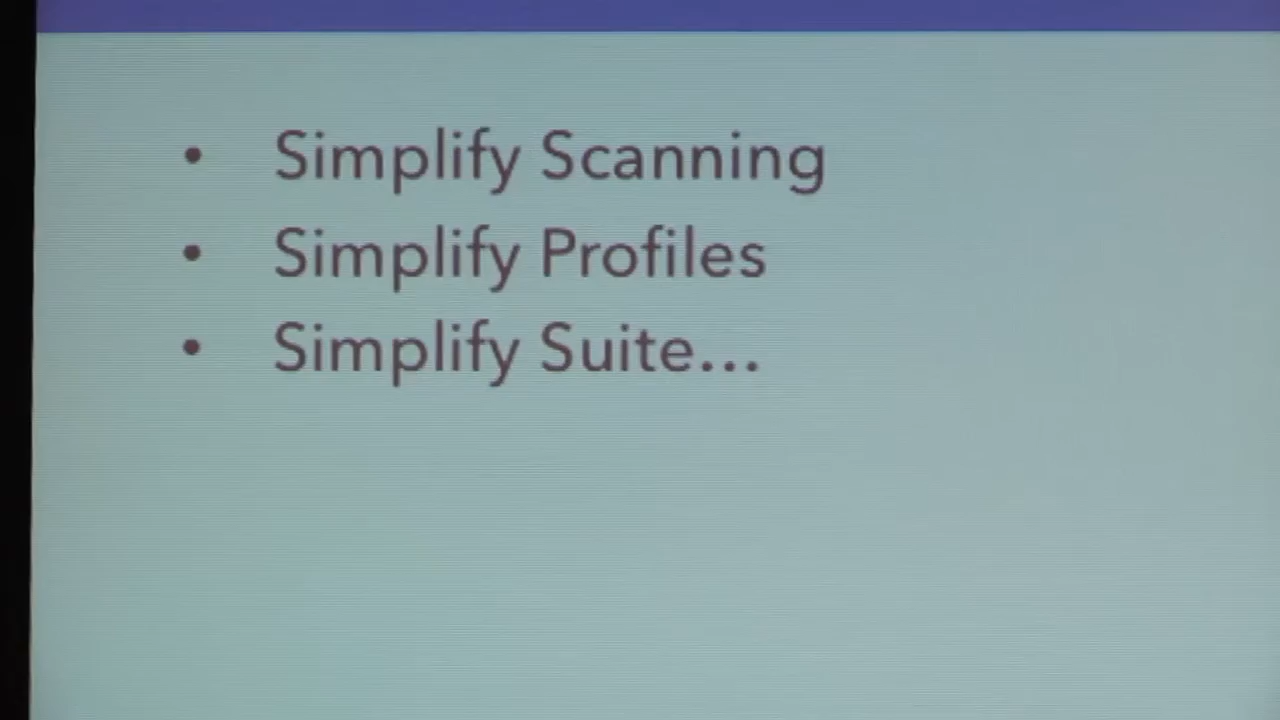 • Simplify Scanning
• Simplify Profiles
• Simplify Suite...